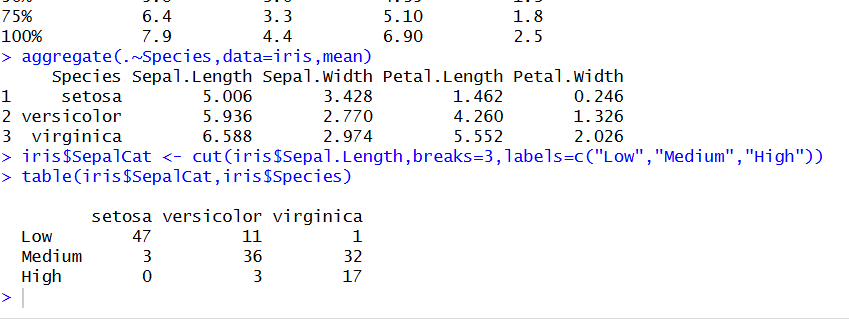 75%           6.4         3.3         5.10         1.8
100%          7.9         4.4         6.90         2.5
> aggregate(.~Species,data=iris,mean)
     Species Sepal.Length Sepal.Width Petal.Length Petal.Width
1     setosa        5.006       3.428        1.462       0.246
2 versicolor        5.936       2.770        4.260       1.326
3  virginica        6.588       2.974        5.552       2.026
> iris$SepalCat <- cut(iris$Sepal.Length,breaks=3,labels=c("Low","Medium","High"))
> table(iris$SepalCat,iris$Species)
         setosa versicolor virginica
  Low        47         11         1
  Medium      3         36        32
  High        0          3        17
>